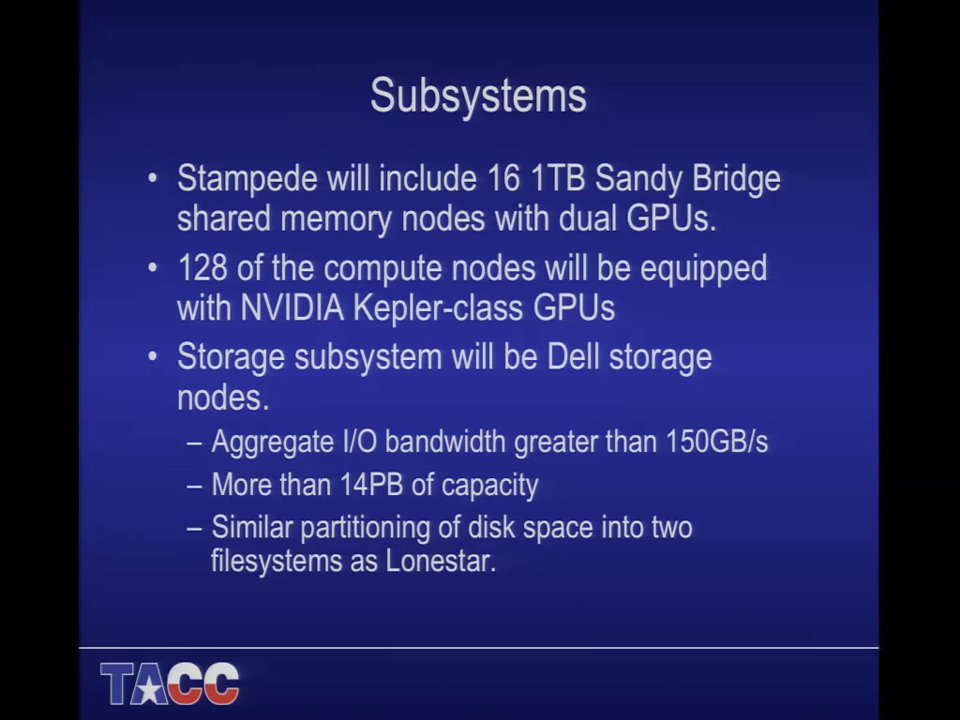 Subsystems
• Stampede will include 16 1TB Sandy Bridge
shared memory nodes with dual GPUs.
• 128 of the compute nodes will be equipped
with NVIDIA Kepler-class GPUs
• Storage subsystem will be Dell storage
nodes.
– Aggregate I/O bandwidth greater than 150GB/s
– More than 14PB of capacity
– Similar partitioning of disk space into two
filesystems as Lonestar.
TACC